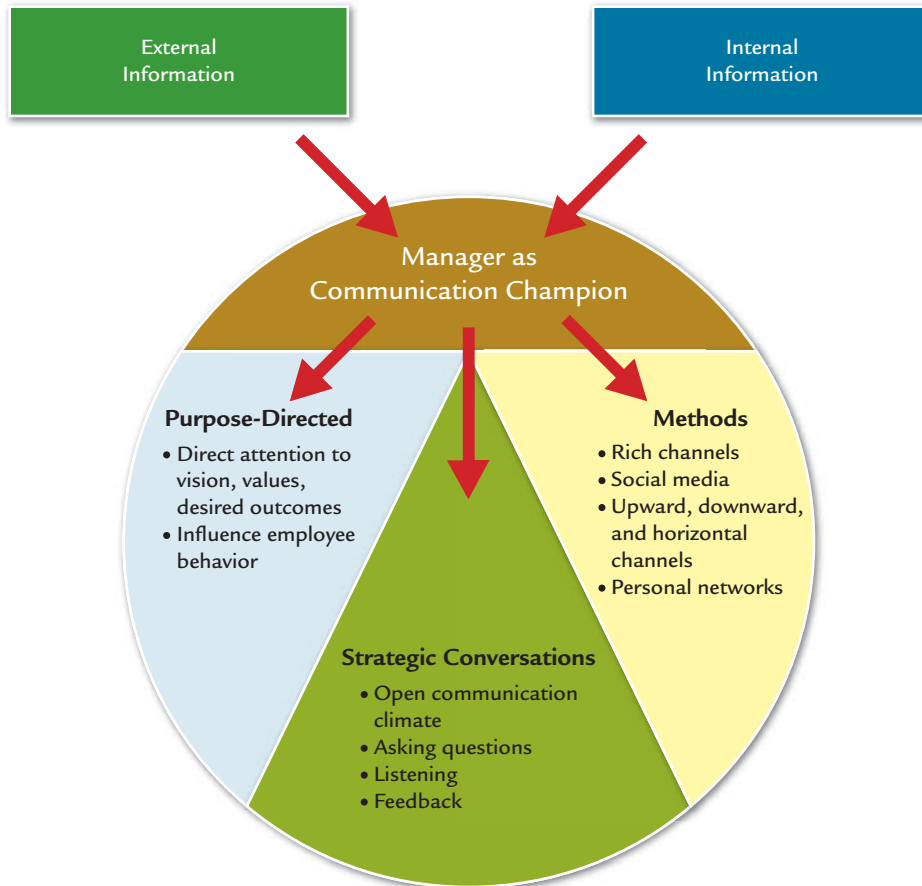 External
Information
Internal
Information
Manager as
Communication Champion
Purpose-Directed
• Direct attention to
vision, values,
desired outcomes
• Influence employee
behavior
Strategic Conversations
• Open communication
climate
• Asking questions
• Listening
• Feedback
Methods
• Rich channels
• Social media
• Upward, downward,
and horizontal
channels
• Personal networks